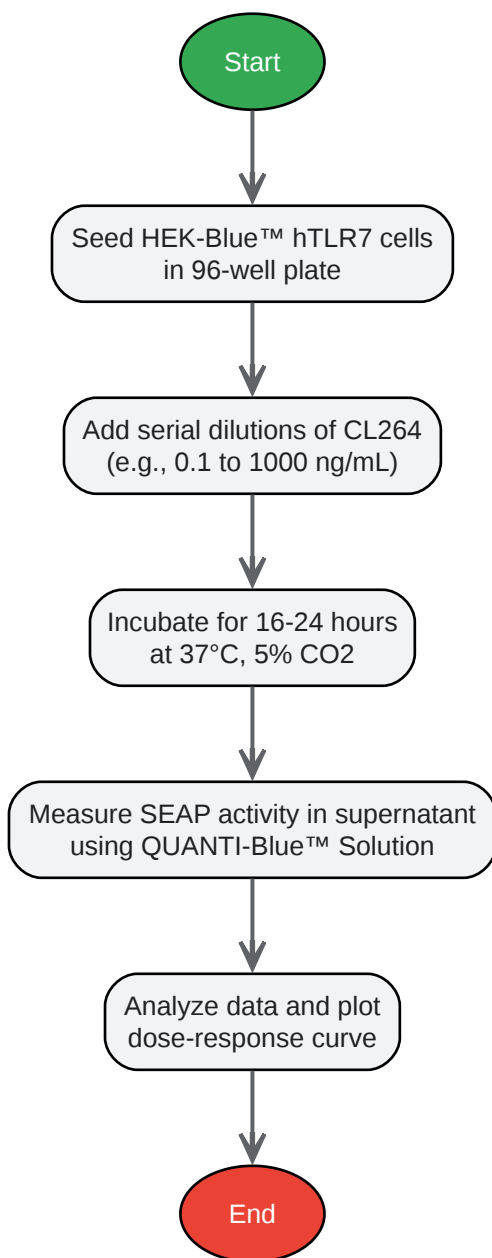 Start
Seed HEK-Blue™ hTLR7 cells
in 96-well plate
Add serial dilutions of CL264
(e.g., 0.1 to 1000 ng/mL)
Incubate for 16-24 hours
at 37°C, 5% CO2
Measure SEAP activity in supernatant
using QUANTI-Blue™ Solution
Analyze data and plot
dose-response curve
End